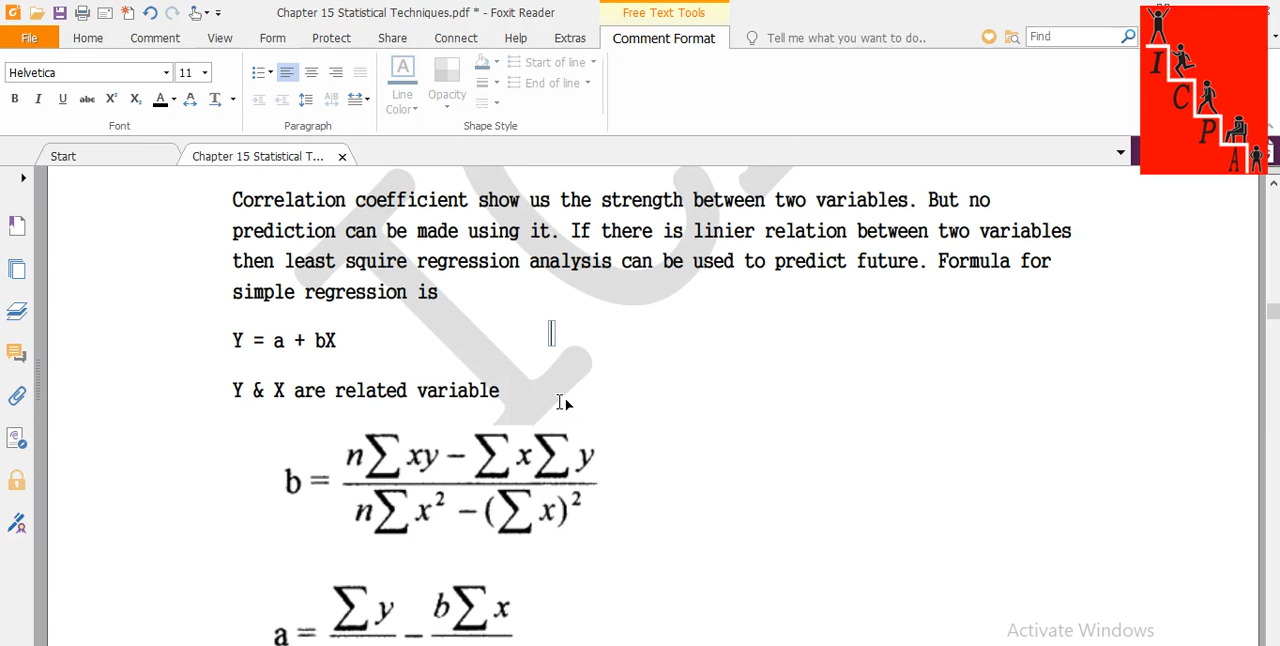 Chapter 15 Statistical Techniques.pdf * - Foxit Reader
Free Text Tools
File Home Comment View Form Protect Share Connect Help Extras Comment Format Tell me what you want to do.. Find
Helvetica 11 Start of line
B I U abc X² X₂ A T Line Color Opacity End of line
Font Paragraph Shape Style
Start Chapter 15 Statistical T...
I
C
P
A
Correlation coefficient show us the strength between two variables. But no
prediction can be made using it. If there is linier relation between two variables
then least squire regression analysis can be used to predict future. Formula for
simple regression is
Y = a + bX
Y & X are related variable
b = n∑xy − ∑x∑y
n∑x² − (∑x)²
a = ∑y − b∑x
Activate Windows